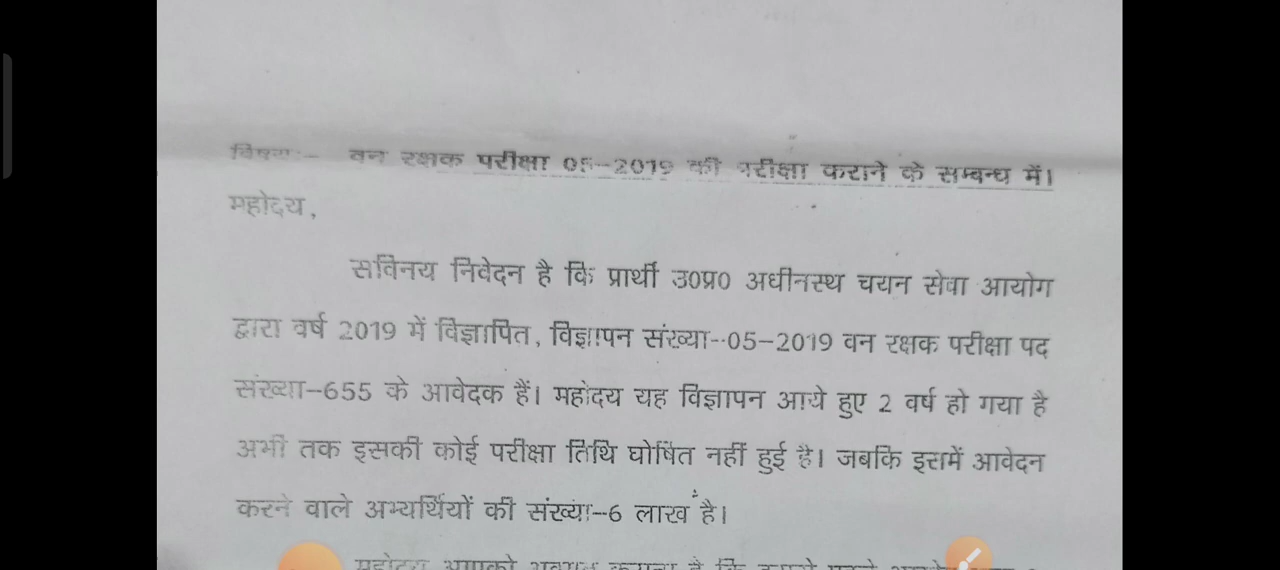 विषयः– वन रक्षक परीक्षा 05–2019 की परीक्षा कराने के सम्बन्ध में।
महोदय,
सविनय निवेदन है कि प्रार्थी उ0प्र0 अधीनस्थ चयन सेवा आयोग
द्वारा वर्ष 2019 में विज्ञापित, विज्ञापन संख्या–05–2019 वन रक्षक परीक्षा पद
संख्या–655 के आवेदक हैं। महोदय यह विज्ञापन आये हुए 2 वर्ष हो गया है
अभी तक इसकी कोई परीक्षा तिथि घोषित नहीं हुई है। जबकि इसमें आवेदन
करने वाले अभ्यर्थियों की संख्या–6 लाख है।